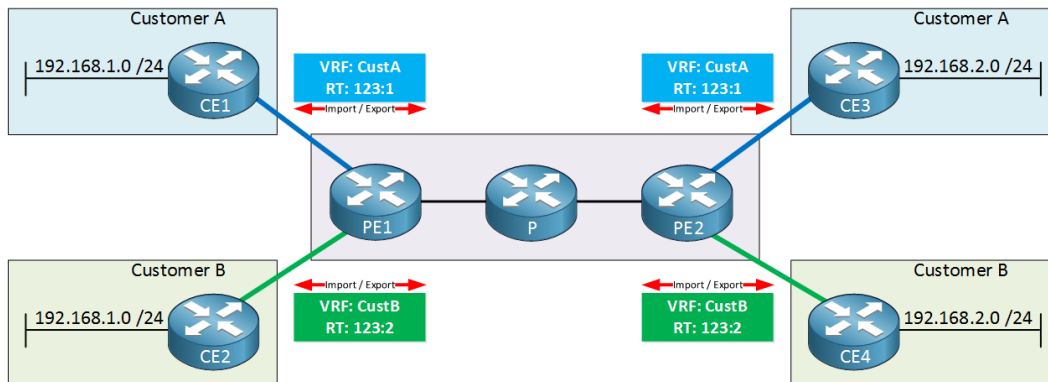 Customer A
192.168.1.0 /24
CE1
VRF: CustA
RT: 123:1
Import / Export
VRF: CustA
RT: 123:1
Import / Export
Customer A
192.168.2.0 /24
CE3
PE1
P
PE2
Customer B
192.168.1.0 /24
CE2
Import / Export
VRF: CustB
RT: 123:2
Import / Export
VRF: CustB
RT: 123:2
Customer B
192.168.2.0 /24
CE4